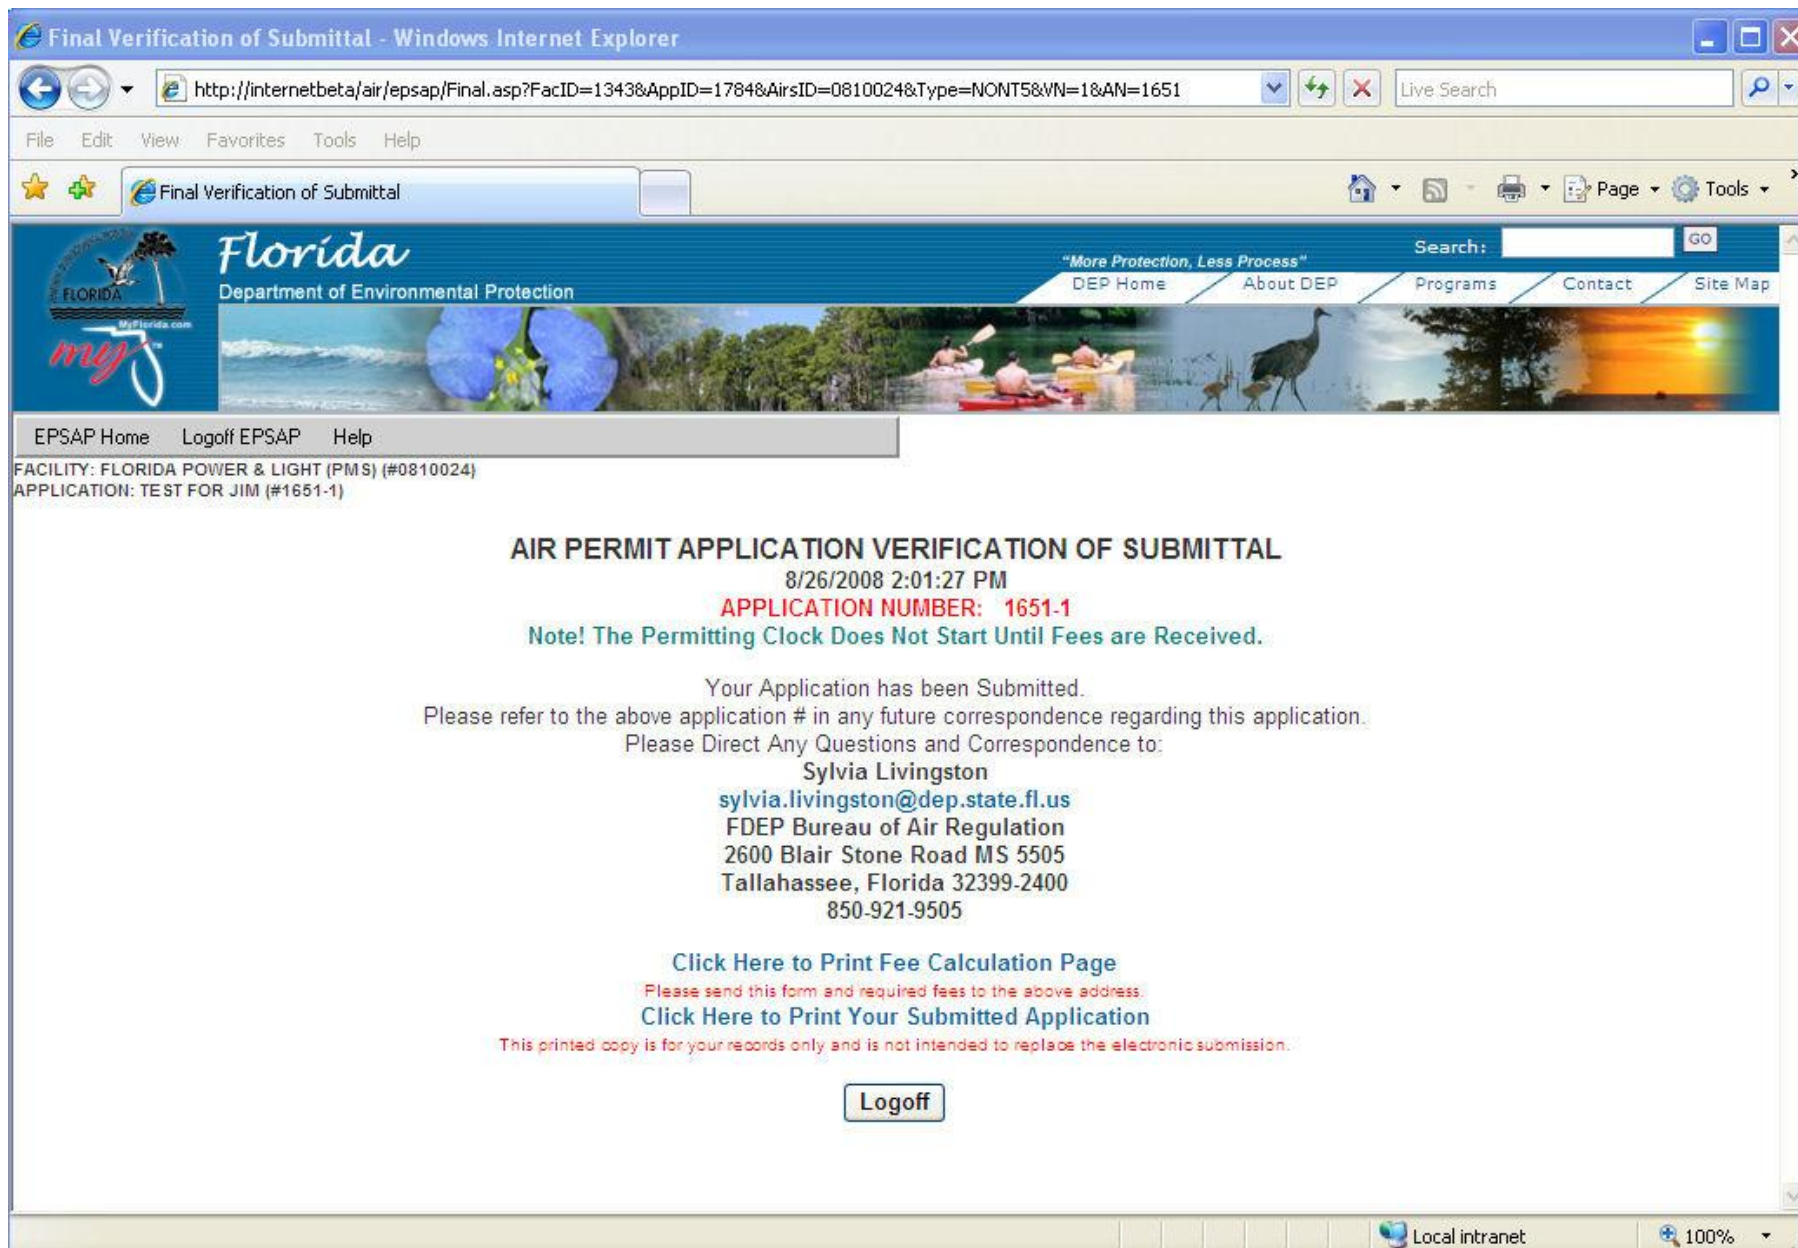 Final Verification of Submittal - Windows Internet Explorer
http://internetbeta/air/epsap/Final.asp?FacID=1343&AppID=1784&AirsID=0810024&Type=NONT5&VN=1&AN=1651
Live Search
File Edit View Favorites Tools Help
Final Verification of Submittal
Page Tools
FLORIDA
MyFlorida.com
my
Florida
Department of Environmental Protection
"More Protection, Less Process"
Search: GO
DEP Home About DEP Programs Contact Site Map
EPSAP Home Logoff EPSAP Help
FACILITY: FLORIDA POWER & LIGHT (PMS) (#0810024)
APPLICATION: TEST FOR JIM (#1651-1)
AIR PERMIT APPLICATION VERIFICATION OF SUBMITTAL
8/26/2008 2:01:27 PM
APPLICATION NUMBER: 1651-1
Note! The Permitting Clock Does Not Start Until Fees are Received.
Your Application has been Submitted.
Please refer to the above application # in any future correspondence regarding this application.
Please Direct Any Questions and Correspondence to:
Sylvia Livingston
sylvia.livingston@dep.state.fl.us
FDEP Bureau of Air Regulation
2600 Blair Stone Road MS 5505
Tallahassee, Florida 32399-2400
850-921-9505
Click Here to Print Fee Calculation Page
Please send this form and required fees to the above address.
Click Here to Print Your Submitted Application
This printed copy is for your records only and is not intended to replace the electronic submission.
Logoff
Local intranet
100%